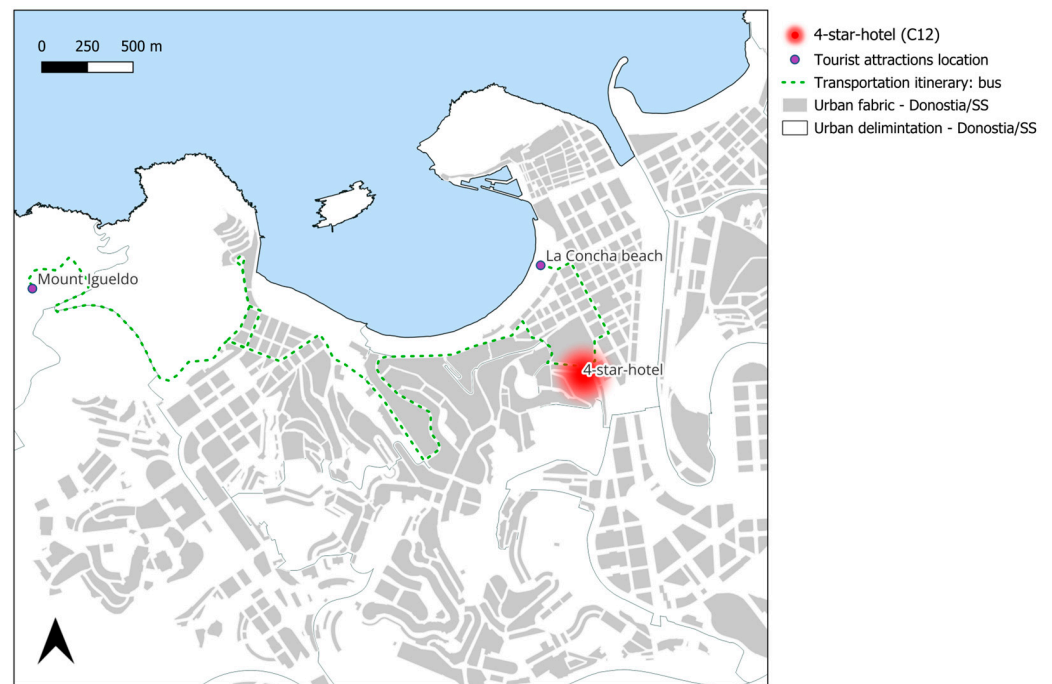 0 250 500 m
4-star-hotel (C12)
Tourist attractions location
Transportation itinerary: bus
Urban fabric - Donostia/SS
Urban delimintation - Donostia/SS
La Concha beach
Mount Igueldo
4-star-hotel